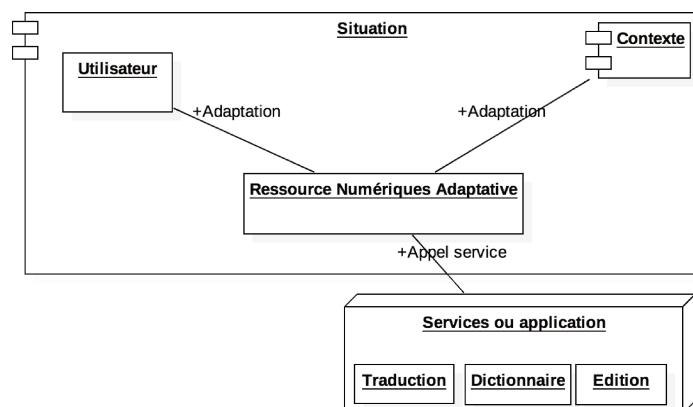 Situation
Contexte
Utilisateur
+Adaptation
+Adaptation
Ressource Numériques Adaptative
+Appel service
Services ou application
Traduction
Dictionnaire
Edition